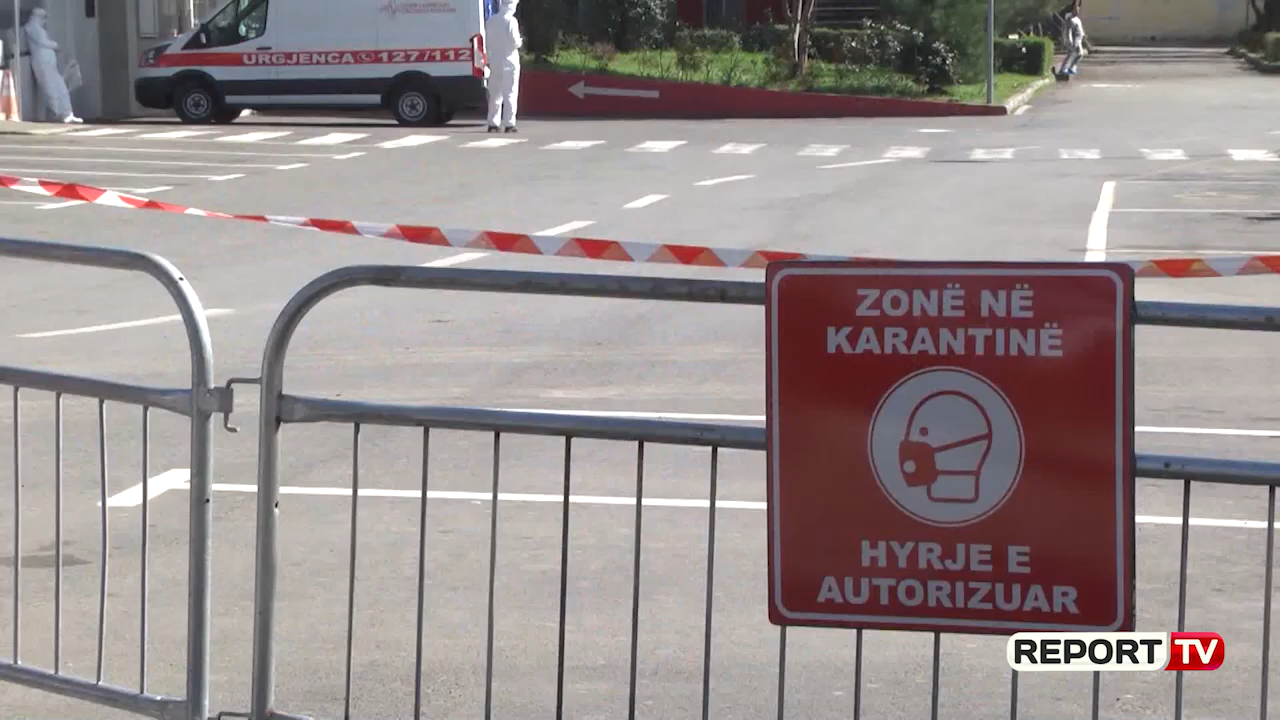 URGJENCA 127/112
ZONË NË
KARANTINË
HYRJE E
AUTORIZUAR
REPORT TV